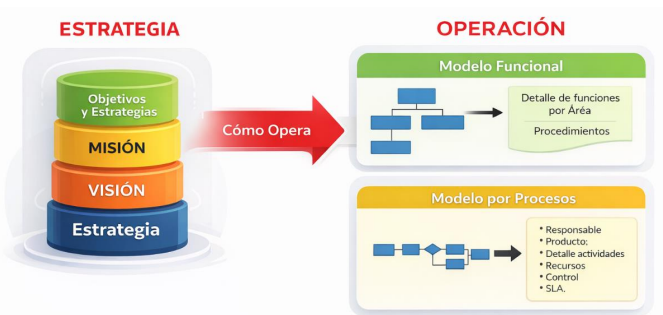 ESTRATEGIA
Objetivos
y Estrategias
MISIÓN
VISIÓN
Estrategia
Cómo Opera
OPERACIÓN
Modelo Funcional
Detalle de funciones
por Áréa
Procedimientos
Modelo por Procesos
• Responsable
• Producto;
• Detalle actividades
• Recursos
• Control
• SLA.